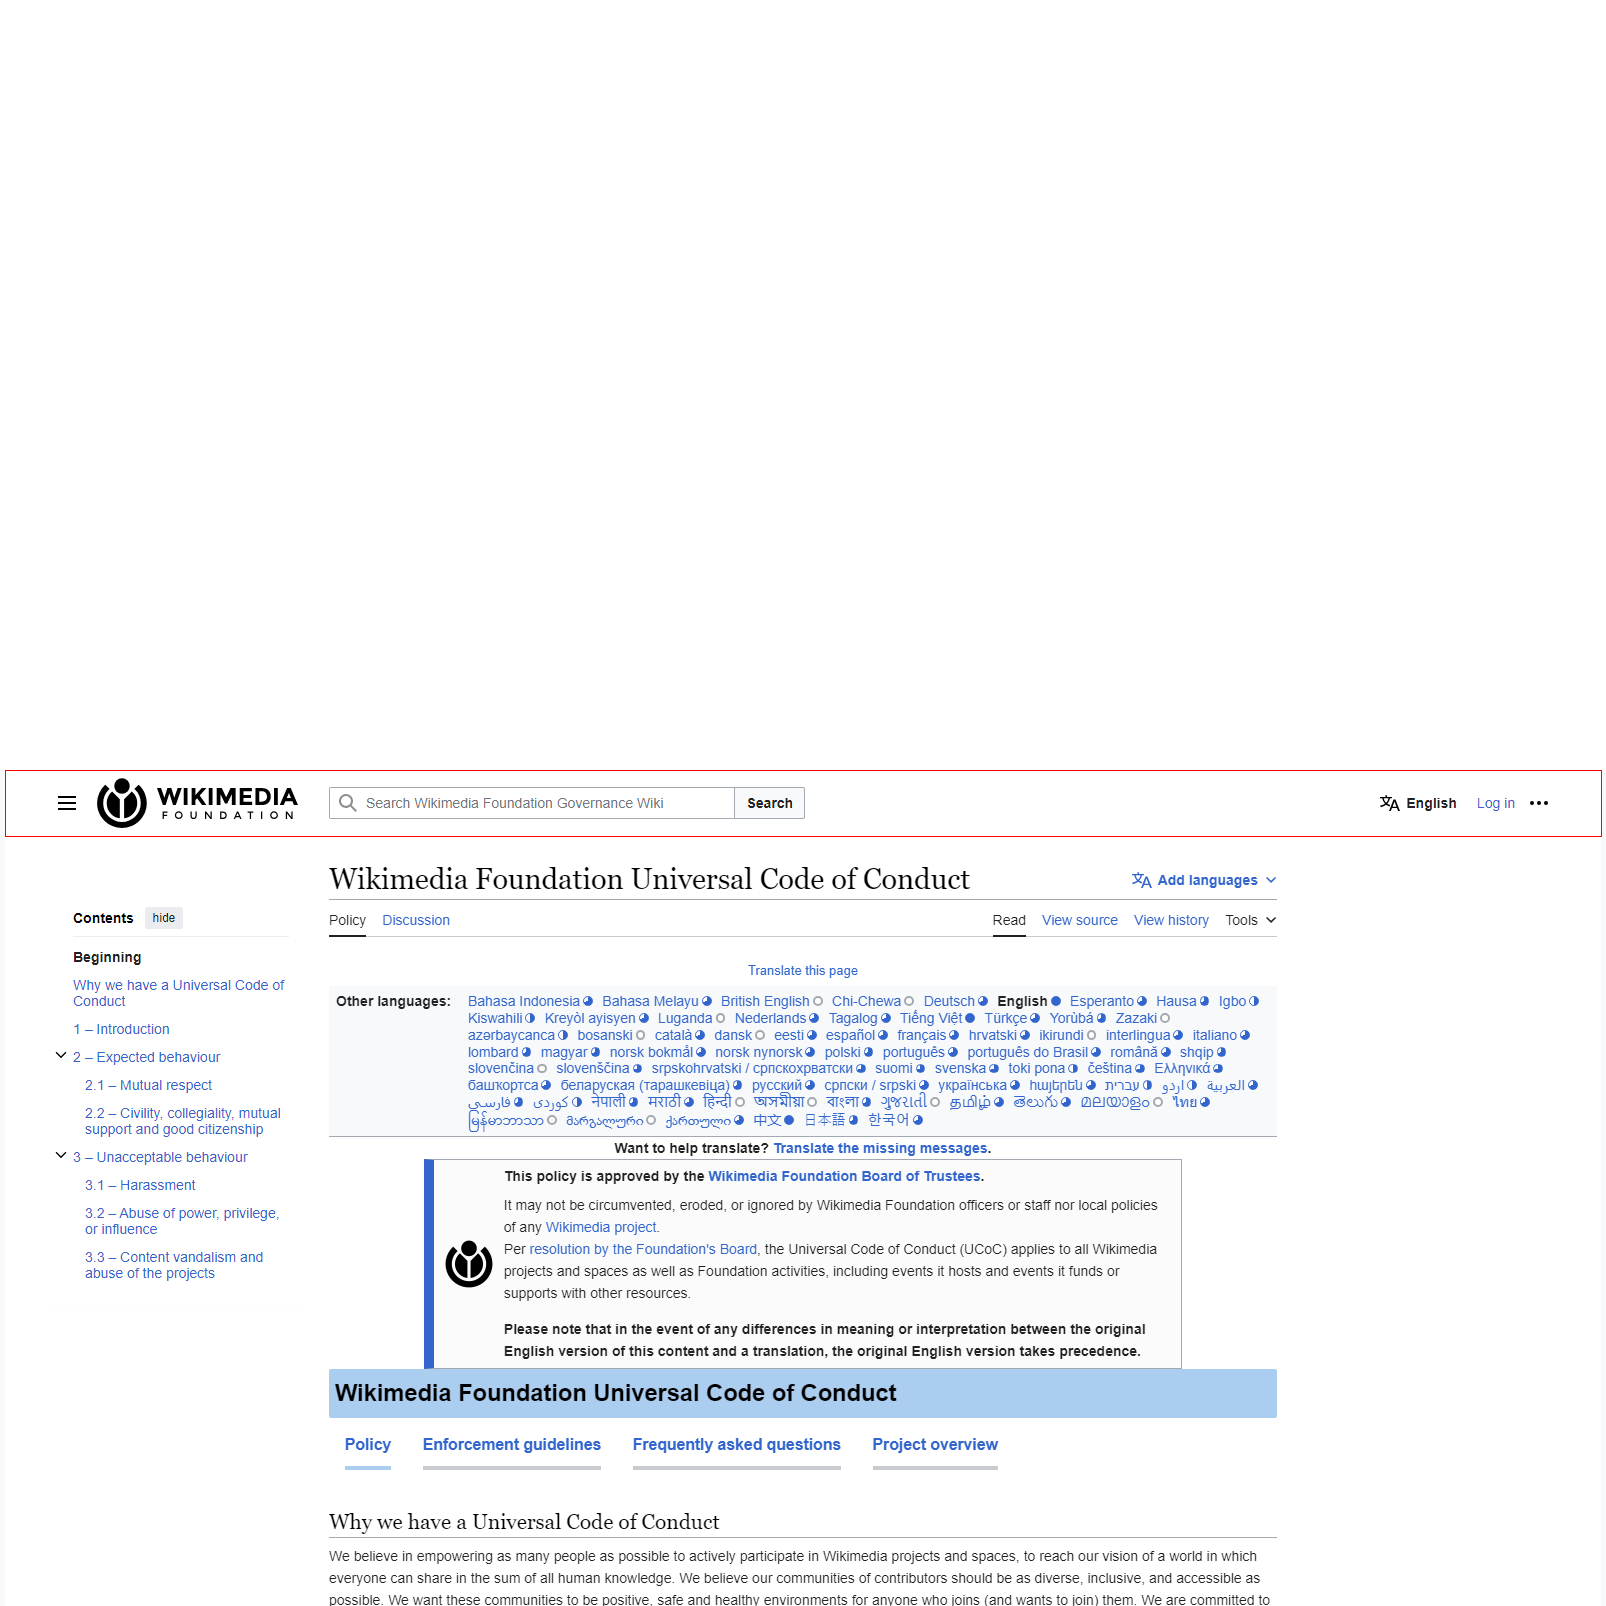 WIKIMEDIA
FOUNDATION
Search Wikimedia Foundation Governance Wiki
Search
English
Log in
Wikimedia Foundation Universal Code of Conduct
Add languages
Contents
hide
Policy
Discussion
Read
View source
View history
Tools
Beginning
Why we have a Universal Code of
Conduct
1 – Introduction
2 – Expected behaviour
2.1 – Mutual respect
2.2 – Civility, collegiality, mutual
support and good citizenship
3 – Unacceptable behaviour
3.1 – Harassment
3.2 – Abuse of power, privilege,
or influence
3.3 – Content vandalism and
abuse of the projects
Translate this page
Other languages:
Bahasa Indonesia Bahasa Melayu British English Chi-Chewa Deutsch English Esperanto Hausa Igbo
Kiswahili Kreyòl ayisyen Luganda Nederlands Tagalog Tiếng Việt Türkçe Yorùbá Zazaki
azərbaycanca bosanski català dansk eesti español français hrvatski ikirundi interlingua italiano
lombard magyar norsk bokmål norsk nynorsk polski português português do Brasil română shqip
slovenčina slovenščina srpskohrvatski / српскохрватски suomi svenska toki pona čeština Ελληνικά
башҡортса беларуская (тарашкевіца) русский српски / srpski українська հայերեն עברית اردو العربية
فارسی کوردی नेपाली मराठी हिन्दी অসমীয়া বাংলা ગુજરાતી தமிழ் తెలుగు മലയാളം ไทย
မြန်မာဘာသာ მარგალური ქართული 中文 日本語 한국어
Want to help translate? Translate the missing messages.
This policy is approved by the Wikimedia Foundation Board of Trustees.
It may not be circumvented, eroded, or ignored by Wikimedia Foundation officers or staff nor local policies
of any Wikimedia project.
Per resolution by the Foundation's Board, the Universal Code of Conduct (UCoC) applies to all Wikimedia
projects and spaces as well as Foundation activities, including events it hosts and events it funds or
supports with other resources.
Please note that in the event of any differences in meaning or interpretation between the original
English version of this content and a translation, the original English version takes precedence.
Wikimedia Foundation Universal Code of Conduct
Policy
Enforcement guidelines
Frequently asked questions
Project overview
Why we have a Universal Code of Conduct
We believe in empowering as many people as possible to actively participate in Wikimedia projects and spaces, to reach our vision of a world in which
everyone can share in the sum of all human knowledge. We believe our communities of contributors should be as diverse, inclusive, and accessible as
possible. We want these communities to be positive, safe and healthy environments for anyone who joins (and wants to join) them. We are committed to